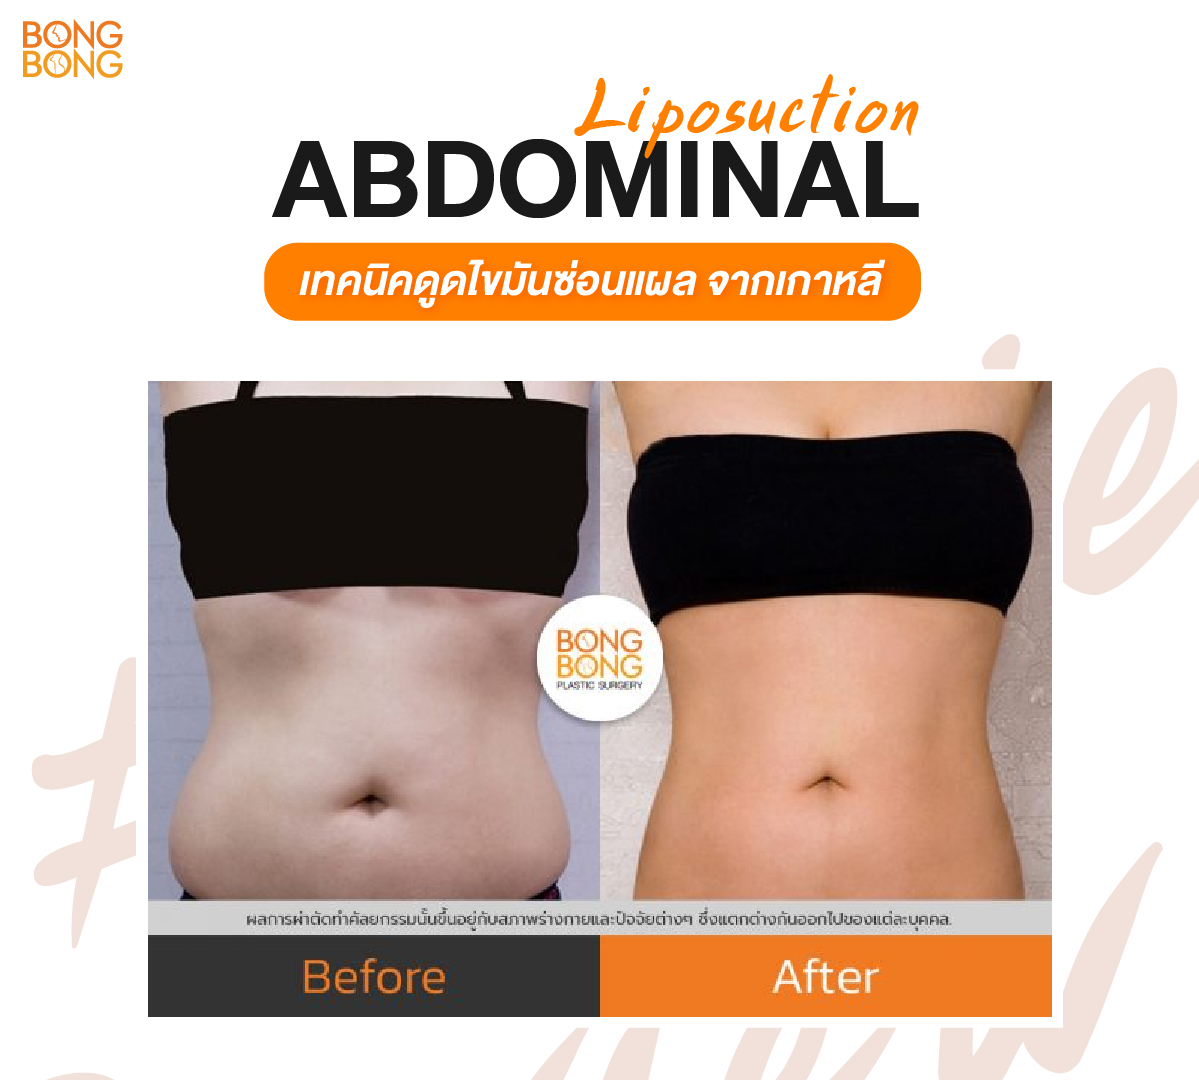 BONG
BONG
Liposuction
ABDOMINAL
เทคนิคดูดไขมันซ่อนแผล จากเกาหลี
BONG
BONG
PLASTIC SURGERY
ผลการผ่าตัดทำศัลยกรรมนั้นขึ้นอยู่กับสภาพร่างกายและปัจจัยต่างๆ ซึ่งแตกต่างกันออกไปของแต่ละบุคคล.
Before
After